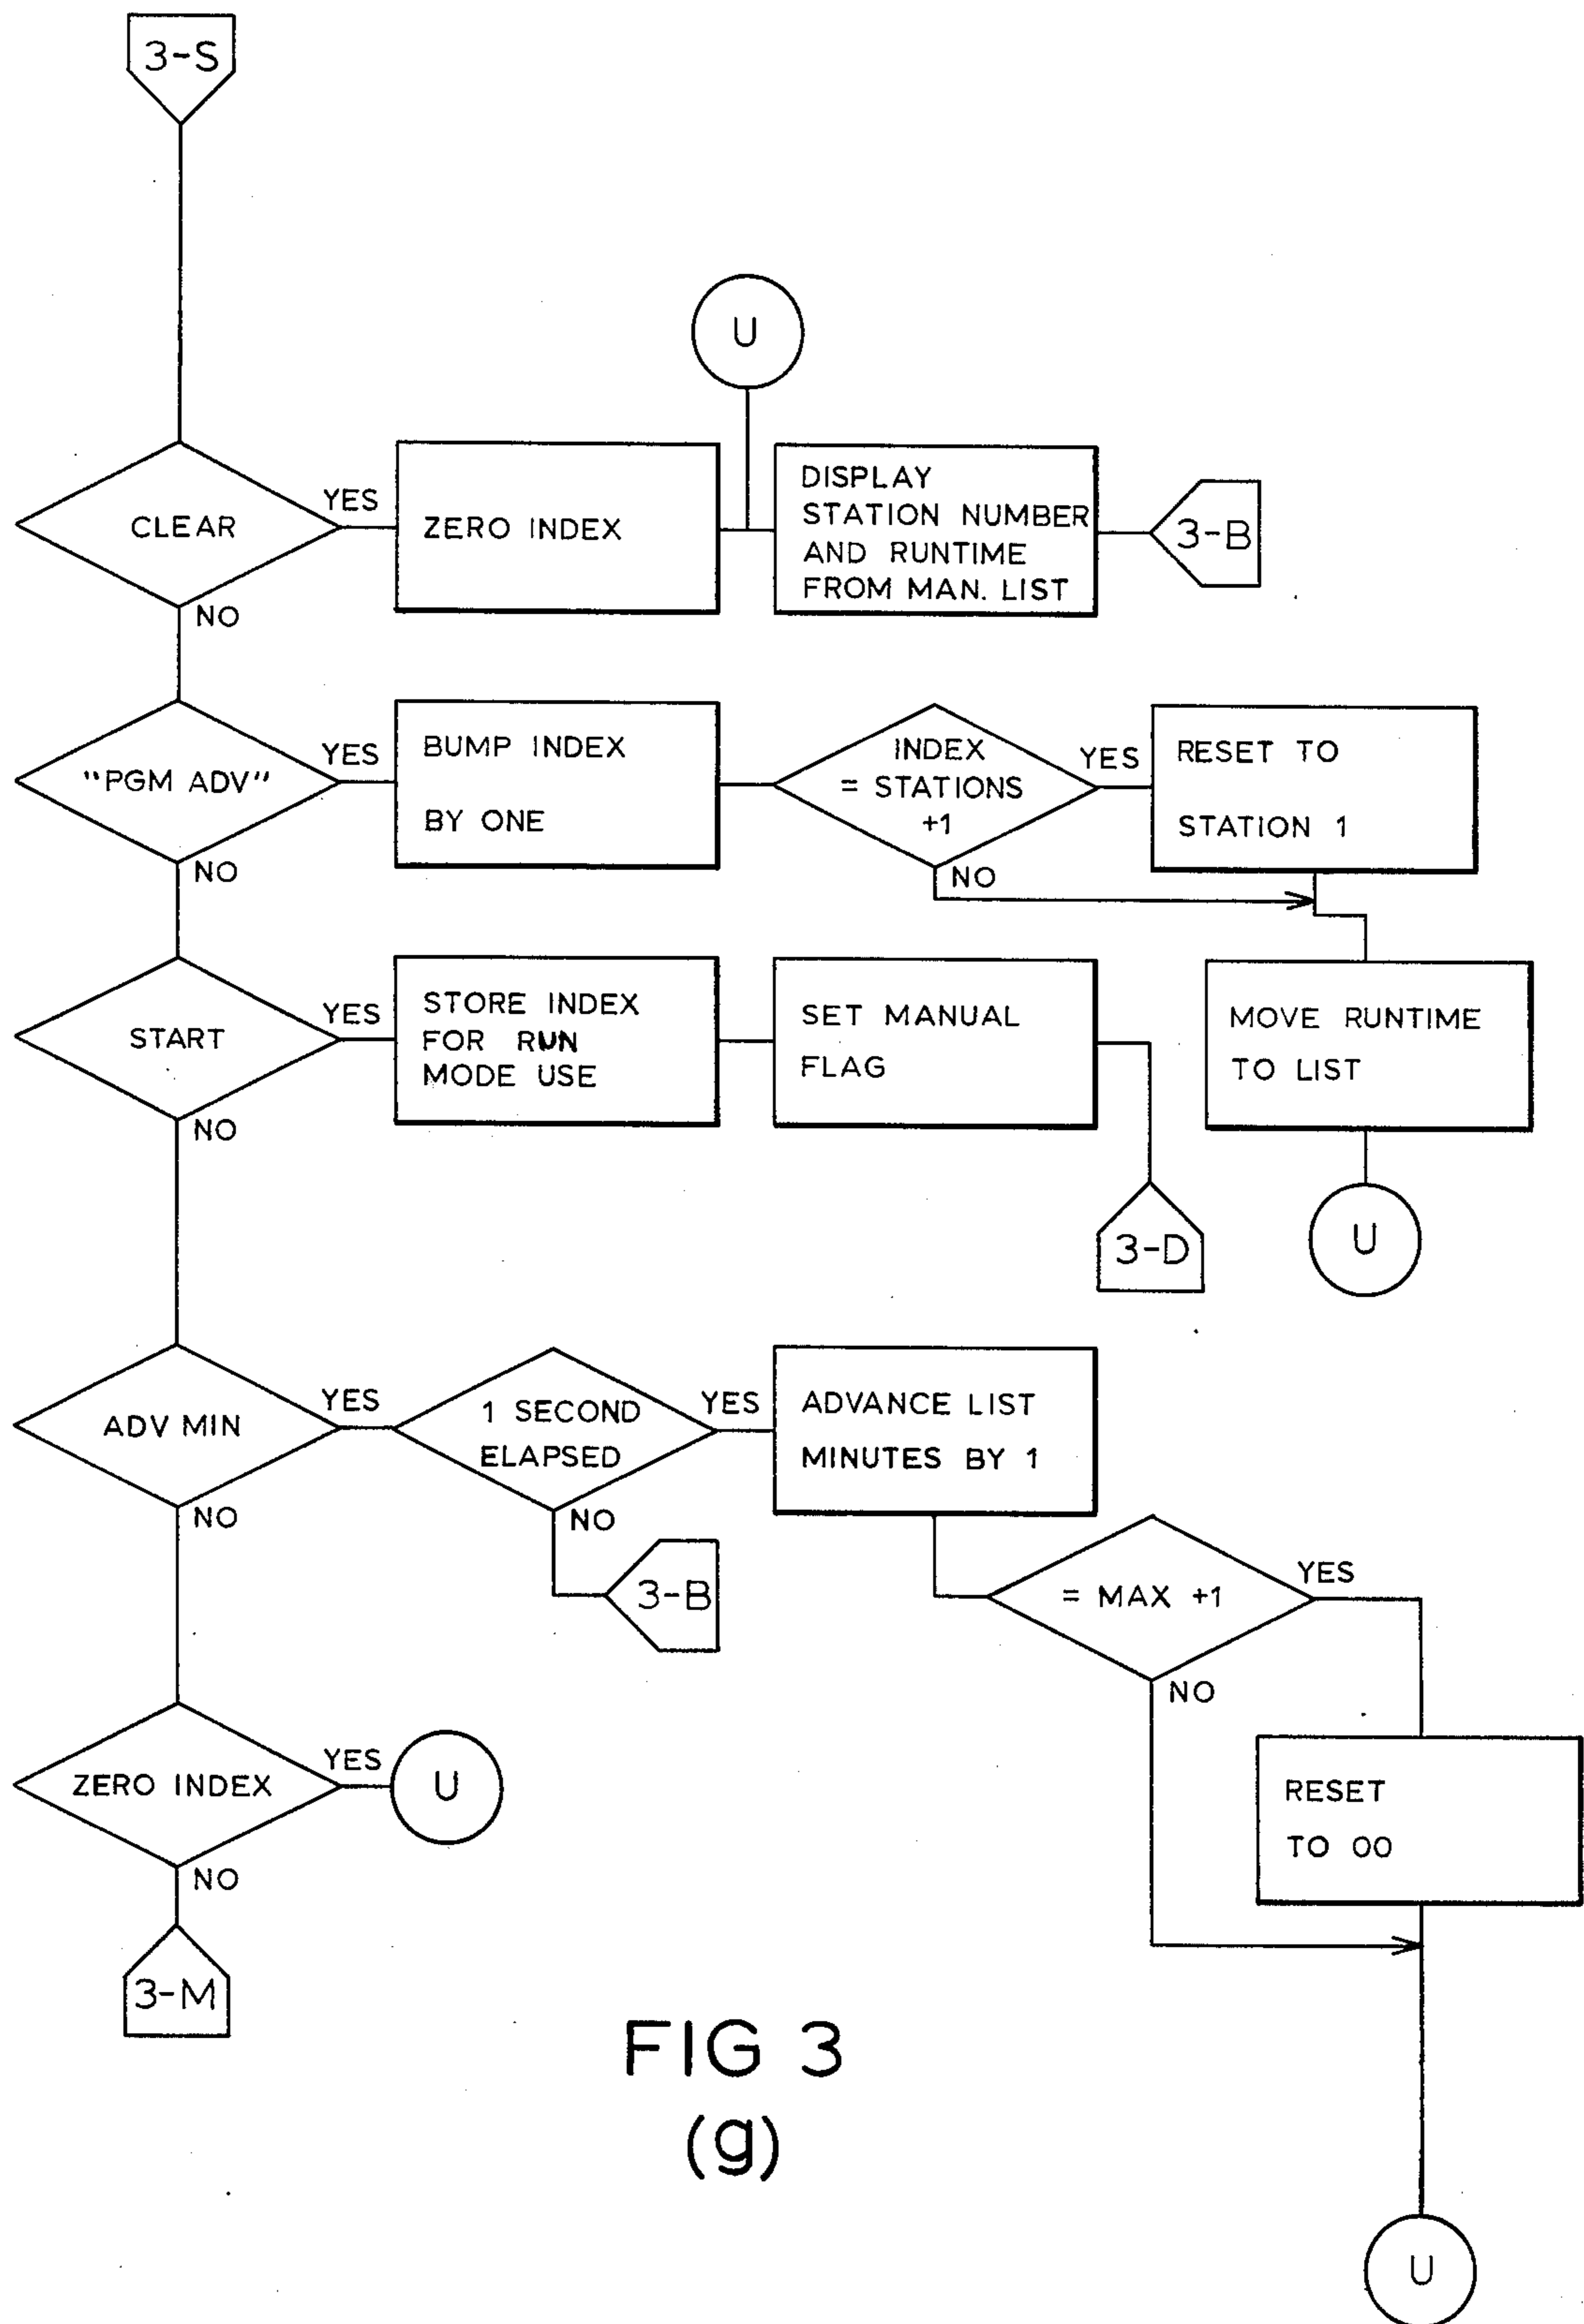 3-S
U
CLEAR
YES
NO
ZERO INDEX
DISPLAY
STATION NUMBER
AND RUNTIME
FROM MAN. LIST
3-B
"PGM ADV"
YES
NO
BUMP INDEX
BY ONE
INDEX
= STATIONS
+1
YES
NO
RESET TO
STATION 1
START
YES
NO
STORE INDEX
FOR RUN
MODE USE
SET MANUAL
FLAG
3-D
MOVE RUNTIME
TO LIST
U
ADV MIN
YES
NO
1 SECOND
ELAPSED
YES
NO
3-B
ADVANCE LIST
MINUTES BY 1
= MAX +1
YES
NO
RESET
TO 00
ZERO INDEX
YES
NO
U
3-M
U
FIG 3
(g)